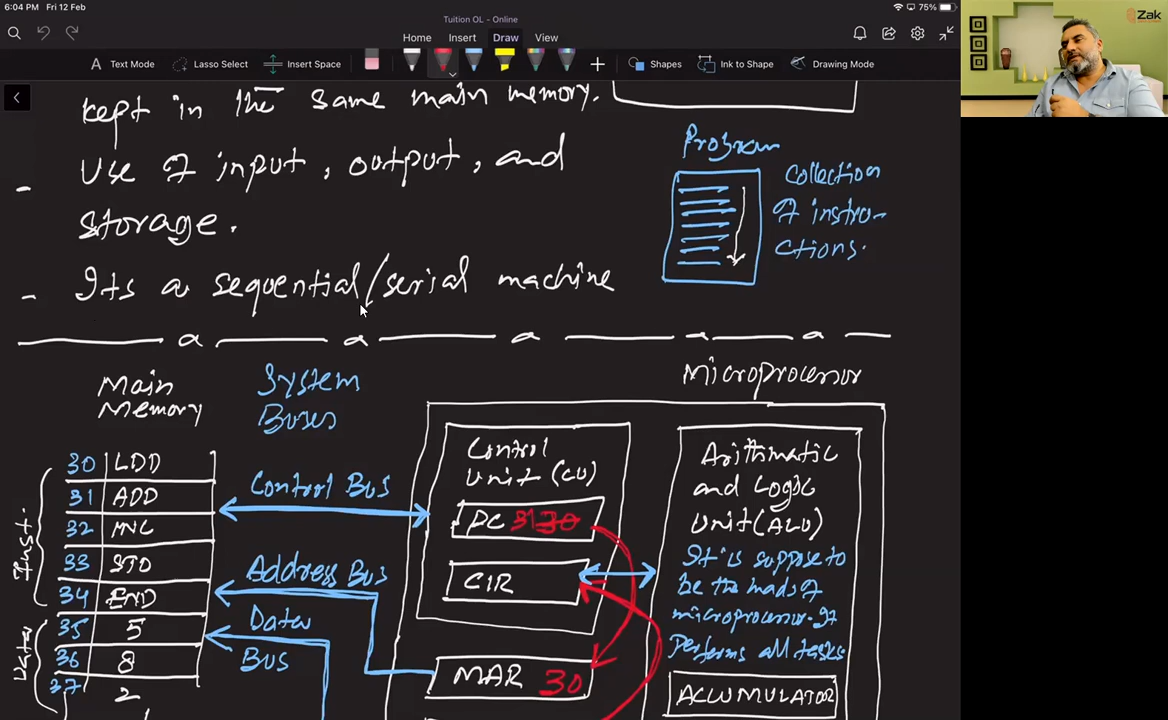 6:04 PM Fri 12 Feb
75%
Tuition OL - Online
Home Insert Draw View
Text Mode Lasso Select Insert Space Shapes Ink to Shape Drawing Mode
Zak
kept in the same main memory.
- Use of input, output, and
storage.
- Its a sequential/serial machine
Program
Collection
of instru-
ctions.
Main
Memory
System
Buses
Microprocessor
Inst.
30 LDD
31 ADD
32 INC
33 STD
34 END
Data
35 5
36 8
37 2
Control Bus
Address Bus
Data
Bus
Control
Unit (CU)
PC 31 30
CIR
MAR 30
Arithmatic
and Logic
Unit (ALU)
It is suppose to
be the mads of
microprocessor. It
Performs all tasks
ACCUMULATOR